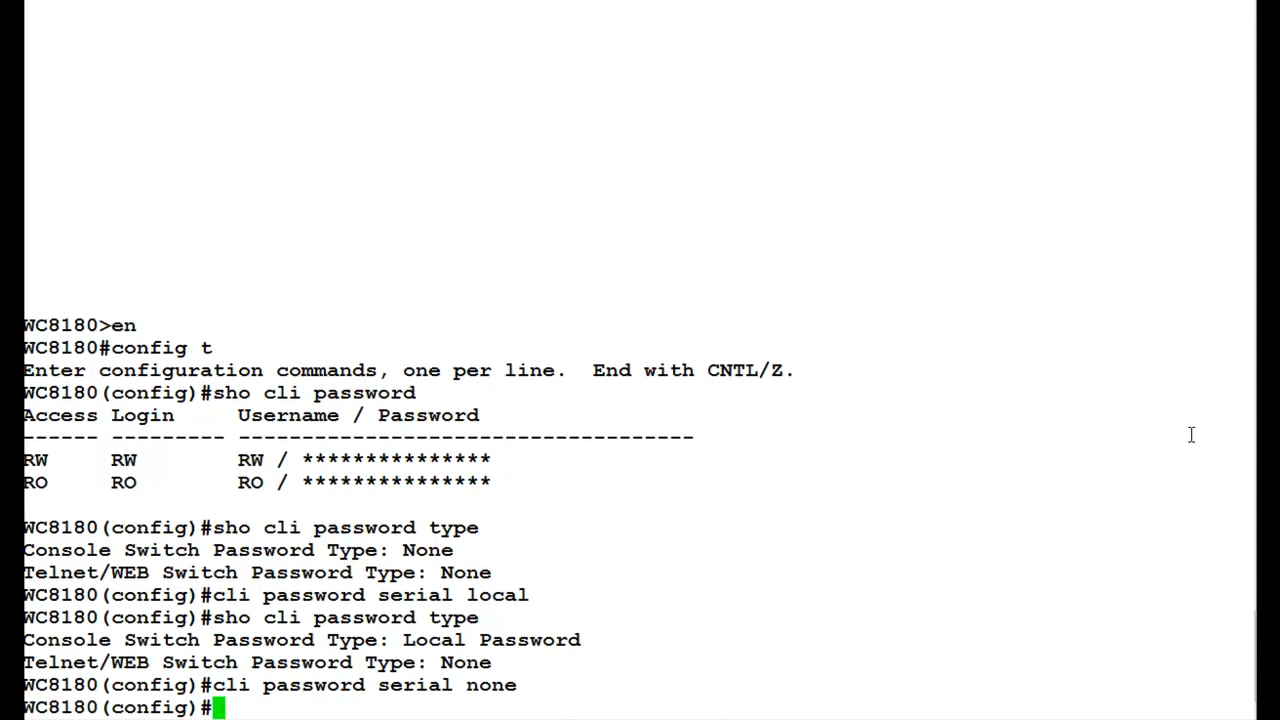 WC8180>en
WC8180#config t
Enter configuration commands, one per line.  End with CNTL/Z.
WC8180(config)#sho cli password
Access Login     Username / Password
------ --------- ------------------------------------
RW     RW        RW / ***************
RO     RO        RO / ***************
WC8180(config)#sho cli password type
Console Switch Password Type: None
Telnet/WEB Switch Password Type: None
WC8180(config)#cli password serial local
WC8180(config)#sho cli password type
Console Switch Password Type: Local Password
Telnet/WEB Switch Password Type: None
WC8180(config)#cli password serial none
WC8180(config)#